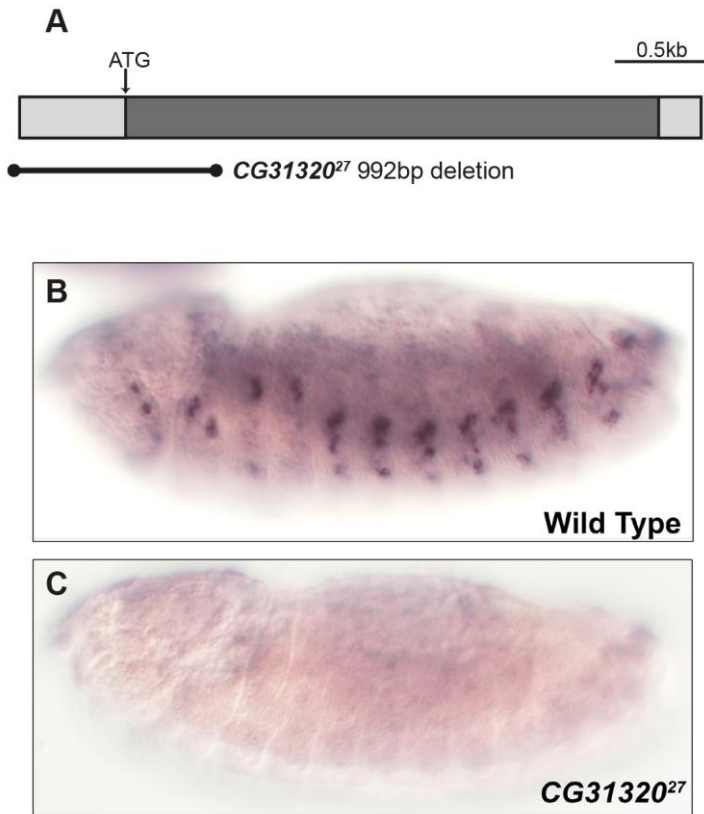 A
ATG
0.5kb
CG31320²⁷ 992bp deletion
B
Wild Type
C
CG31320²⁷